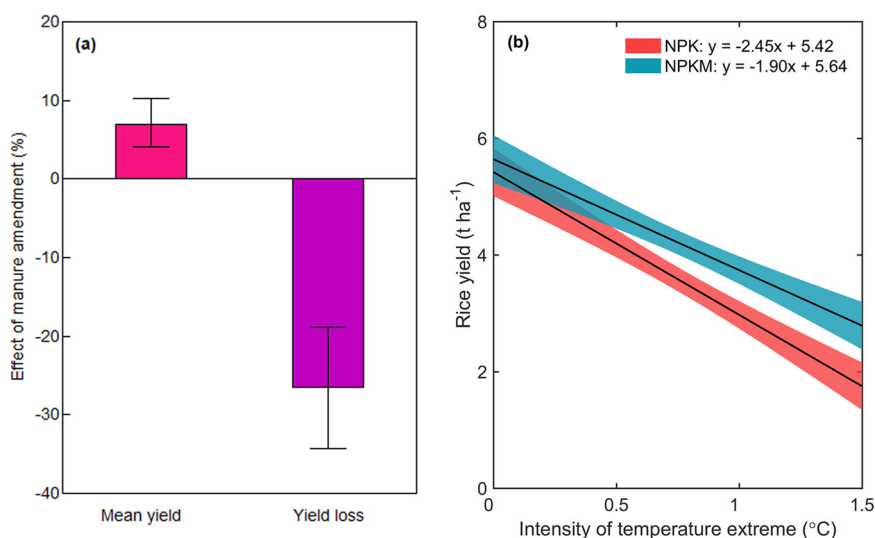 (a)
Effect of manure amendment (%)
20
10
0
-10
-20
-30
-40
Mean yield Yield loss
(b)
NPK: y = -2.45x + 5.42
NPKM: y = -1.90x + 5.64
Rice yield (t ha⁻¹)
8
6
4
2
0
0 0.5 1 1.5
Intensity of temperature extreme (°C)